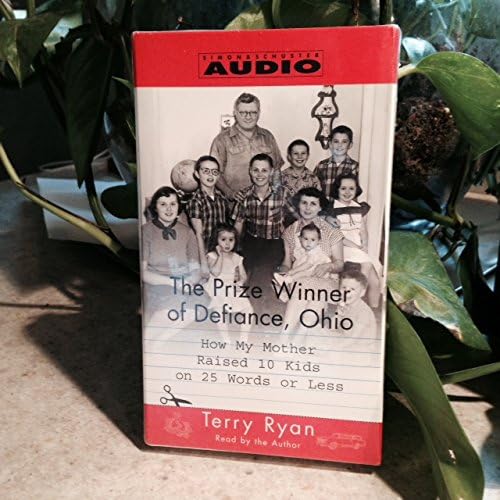 SIMON & SCHUSTER
AUDIO
The Prize Winner
of Defiance, Ohio
How My Mother
Raised 10 Kids
on 25 Words or Less
Terry Ryan
Read by the Author